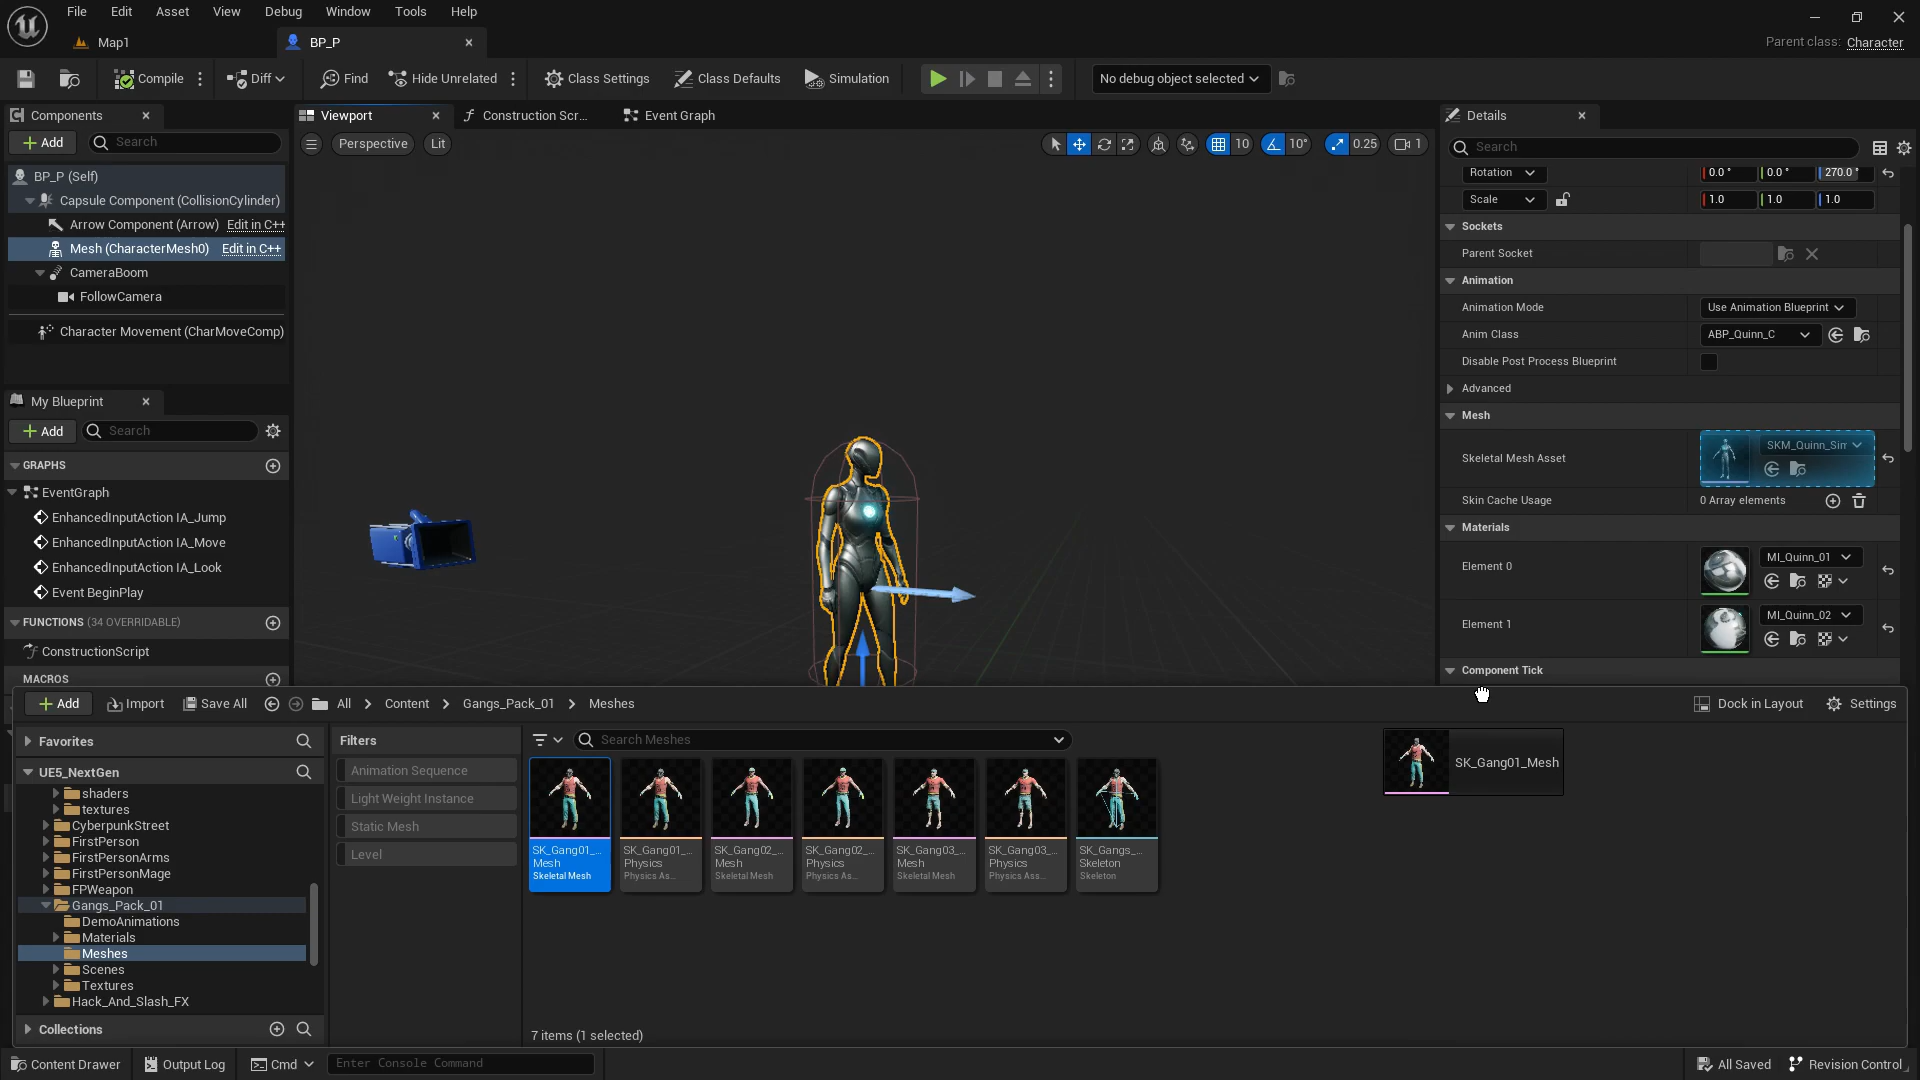 File Edit Asset View Debug Window Tools Help
Map1
BP_P
Parent class: Character
Compile
Diff
Find
Hide Unrelated
Class Settings
Class Defaults
Simulation
No debug object selected
Components
Add
Search
BP_P (Self)
Capsule Component (CollisionCylinder)
Arrow Component (Arrow) Edit in C++
Mesh (CharacterMesh0) Edit in C++
CameraBoom
FollowCamera
Character Movement (CharMoveComp)
My Blueprint
Add
Search
GRAPHS
EventGraph
EnhancedInputAction IA_Jump
EnhancedInputAction IA_Move
EnhancedInputAction IA_Look
Event BeginPlay
FUNCTIONS (34 OVERRIDABLE)
ConstructionScript
MACROS
Viewport
Construction Scr...
Event Graph
Perspective
Lit
10
10°
0.25
1
Details
Search
Rotation 0.0 ° 0.0 ° 270.0 °
Scale 1.0 1.0 1.0
Sockets
Parent Socket
Animation
Animation Mode Use Animation Blueprint
Anim Class ABP_Quinn_C
Disable Post Process Blueprint
Advanced
Mesh
Skeletal Mesh Asset SKM_Quinn_Sim
Skin Cache Usage 0 Array elements
Materials
Element 0 MI_Quinn_01
Element 1 MI_Quinn_02
Component Tick
Add
Import
Save All
All > Content > Gangs_Pack_01 > Meshes
Dock in Layout
Settings
Favorites
UE5_NextGen
shaders
textures
CyberpunkStreet
FirstPerson
FirstPersonArms
FirstPersonMage
FPWeapon
Gangs_Pack_01
DemoAnimations
Materials
Meshes
Scenes
Textures
Hack_And_Slash_FX
Collections
Filters
Animation Sequence
Light Weight Instance
Static Mesh
Level
Search Meshes
SK_Gang01_...
Mesh
Skeletal Mesh
SK_Gang01_...
Physics
Physics As...
SK_Gang02_...
Mesh
Skeletal Mesh
SK_Gang02_...
Physics
Physics As...
SK_Gang03_...
Mesh
Skeletal Mesh
SK_Gang03_...
Physics
Physics Ass...
SK_Gangs_...
Skeleton
Skeleton
SK_Gang01_Mesh
7 items (1 selected)
Content Drawer
Output Log
Cmd
Enter Console Command
All Saved
Revision Control